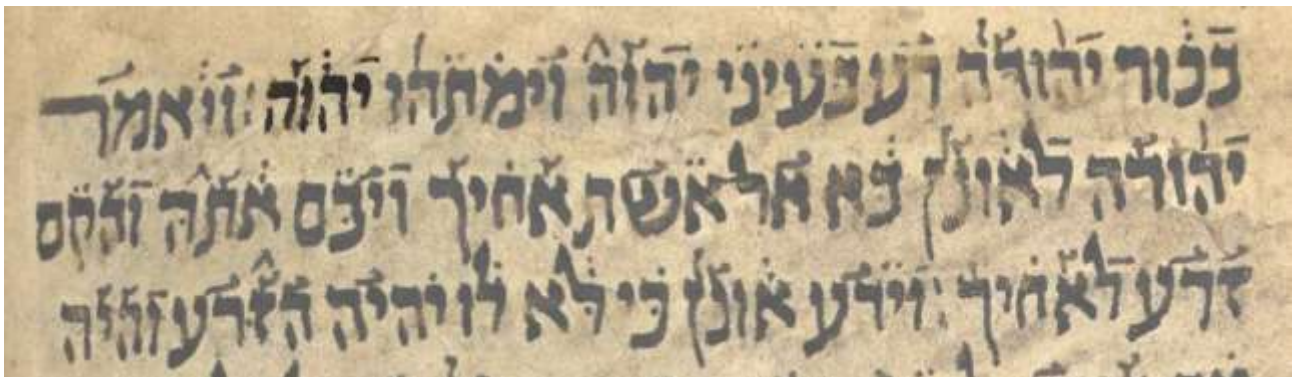 בכור יהודה רע בעיני יהוה וימתהו יהוה: ויאמר
יהודה לאונן בא אל אשת אחיך ויבם אתה והקם
זרע לאחיך: וידע אונן כי לא לו יהיה הזרע והיה